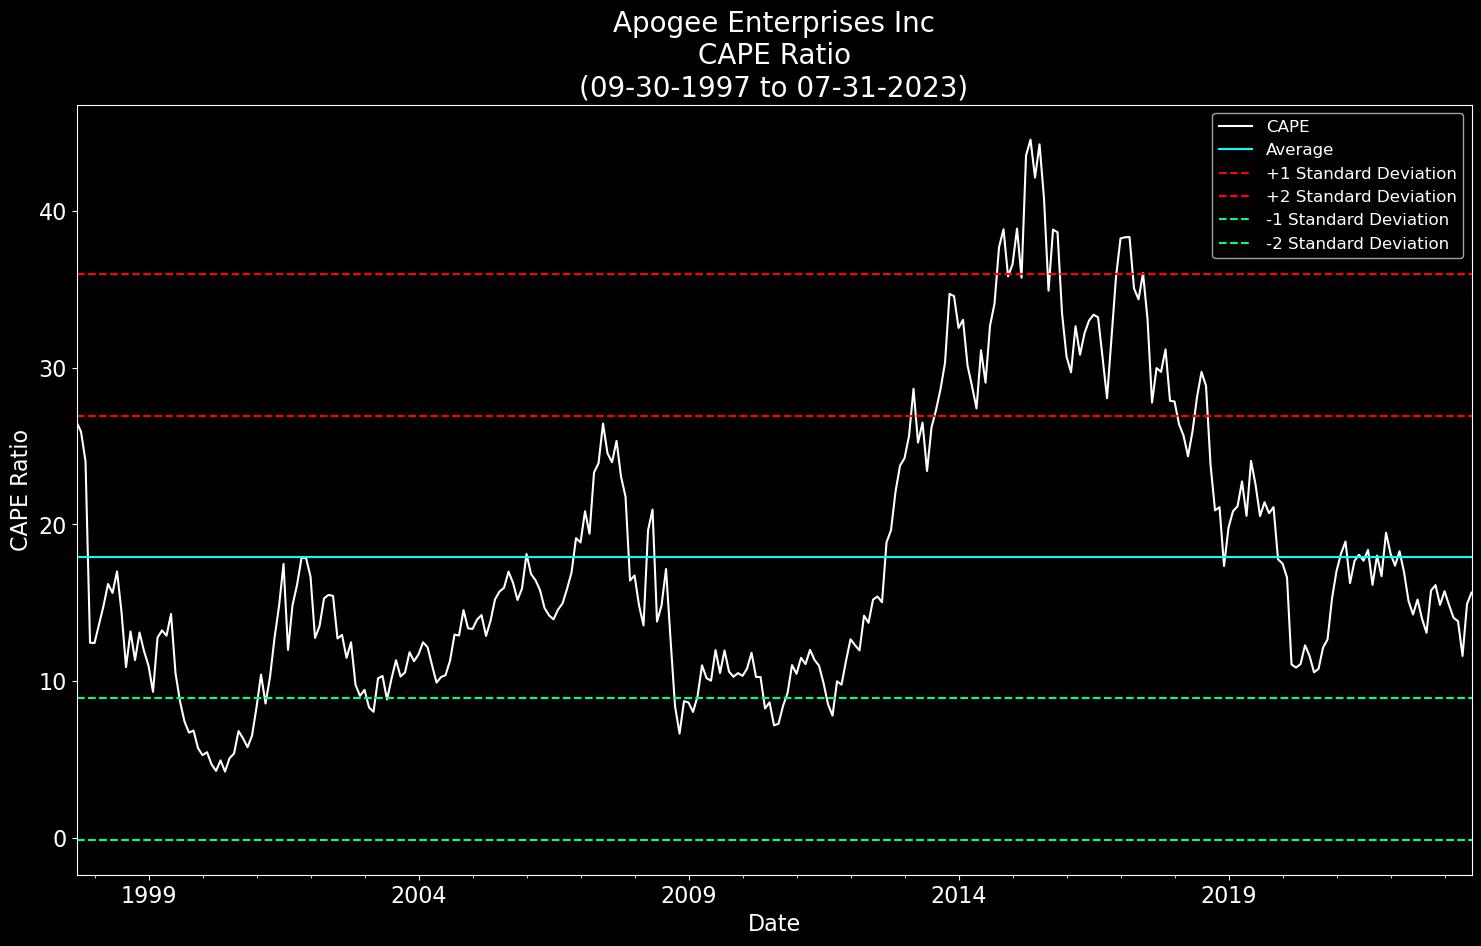 Apogee Enterprises Inc
CAPE Ratio
(09-30-1997 to 07-31-2023)
CAPE
Average
+1 Standard Deviation
+2 Standard Deviation
-1 Standard Deviation
-2 Standard Deviation
CAPE Ratio
40
30
20
10
0
1999 2004 2009 2014 2019
Date